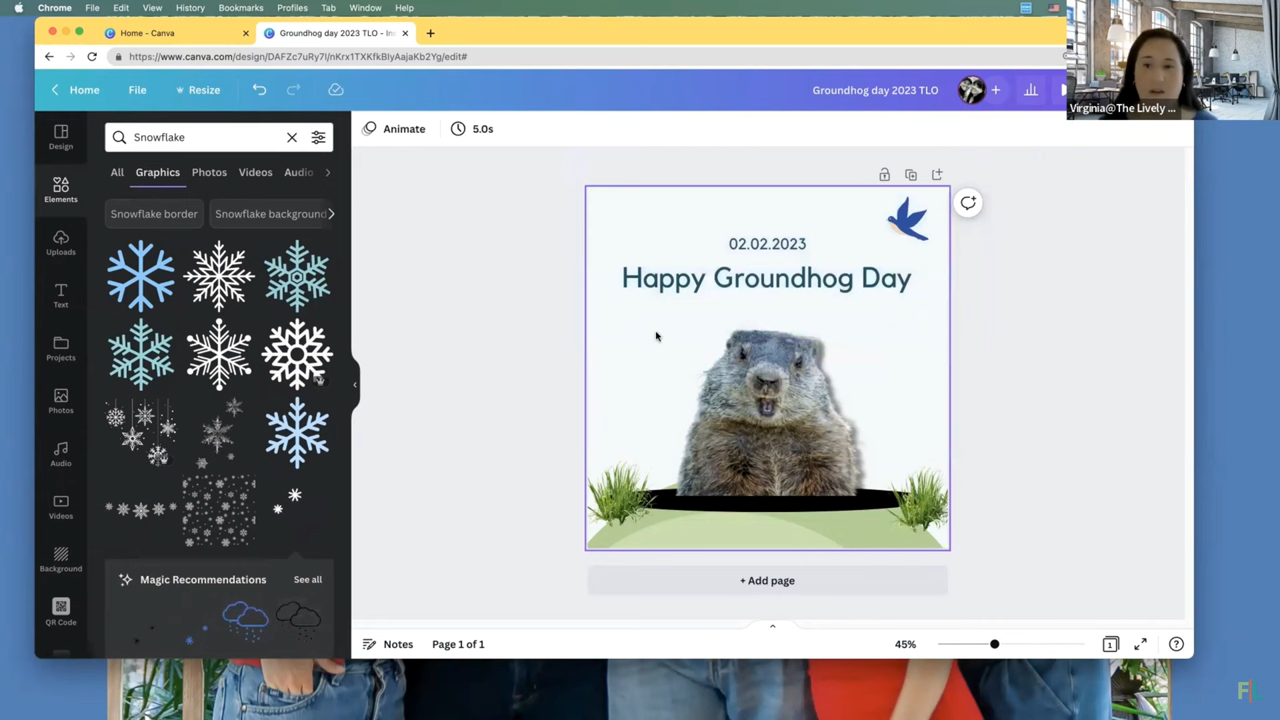 Chrome File Edit View History Bookmarks Profiles Tab Window Help
Home - Canva
Groundhog day 2023 TLO - In
https://www.canva.com/design/DAFZc7uRy7I/nKrx1TXKfkBIyAajaKb2Yg/edit#
Home File Resize
Groundhog day 2023 TLO
Virginia@The Lively ...
Design
Elements
Uploads
Text
Projects
Photos
Audio
Videos
Background
QR Code
Snowflake
All Graphics Photos Videos Audio
Snowflake border Snowflake background
Magic Recommendations See all
Animate 5.0s
02.02.2023
Happy Groundhog Day
+ Add page
Notes Page 1 of 1
45%
1
F